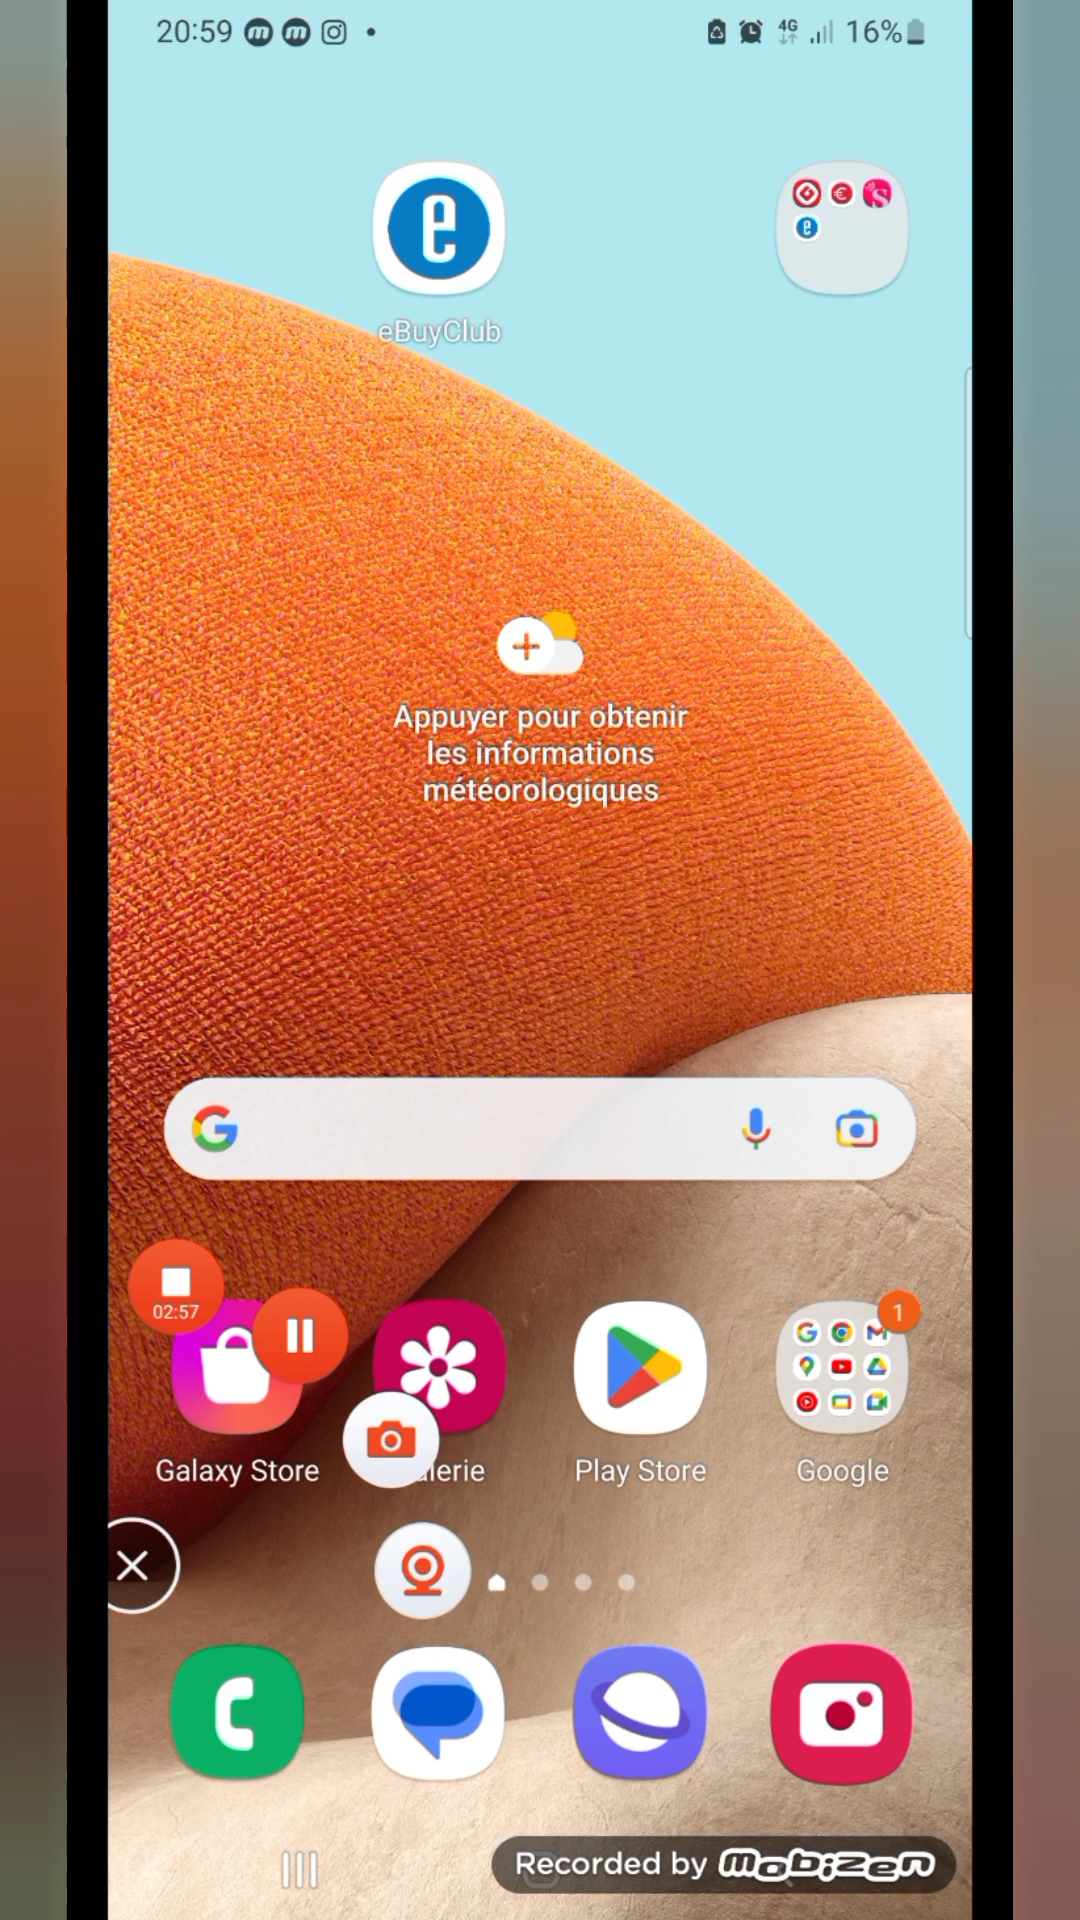 20:59
4G
16%
eBuyClub
Appuyer pour obtenir
les informations
météorologiques
02:57
1
Galaxy Store
lerie
Play Store
Google
Recorded by mobizen